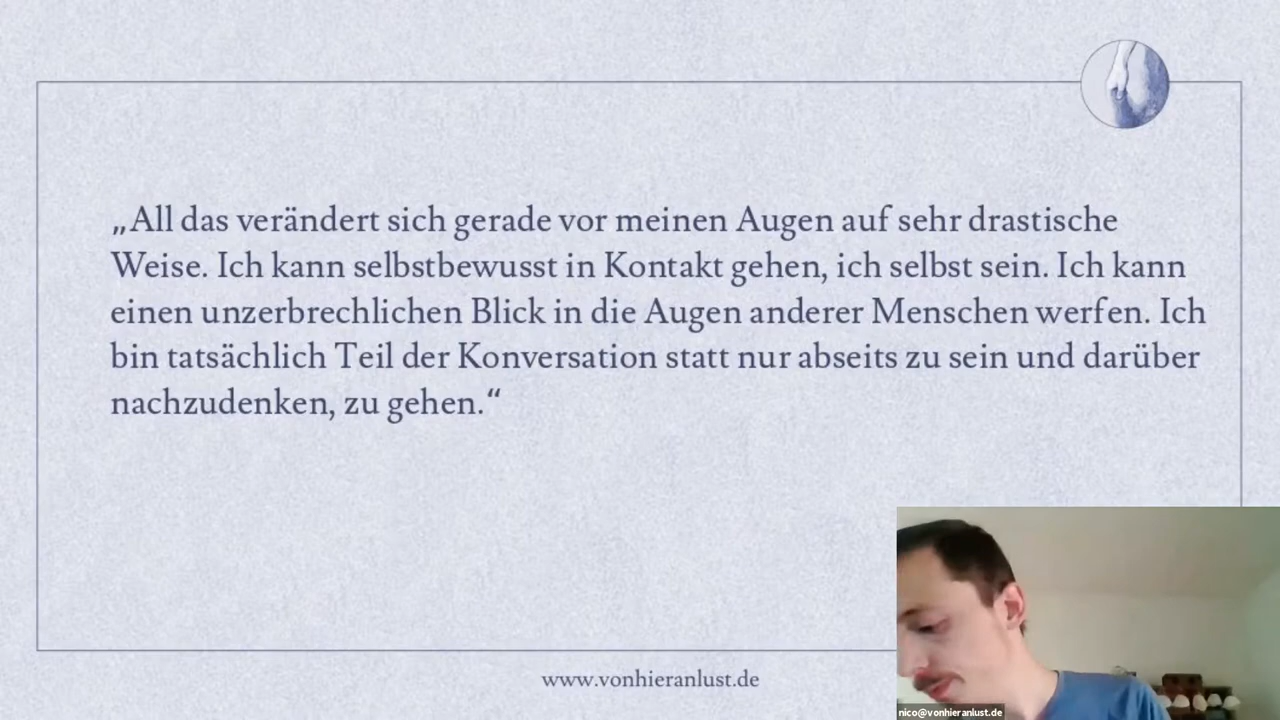 „All das verändert sich gerade vor meinen Augen auf sehr drastische
Weise. Ich kann selbstbewusst in Kontakt gehen, ich selbst sein. Ich kann
einen unzerbrechlichen Blick in die Augen anderer Menschen werfen. Ich
bin tatsächlich Teil der Konversation statt nur abseits zu sein und darüber
nachzudenken, zu gehen.“
www.vonhieranlust.de
nico@vonhieranlust.de